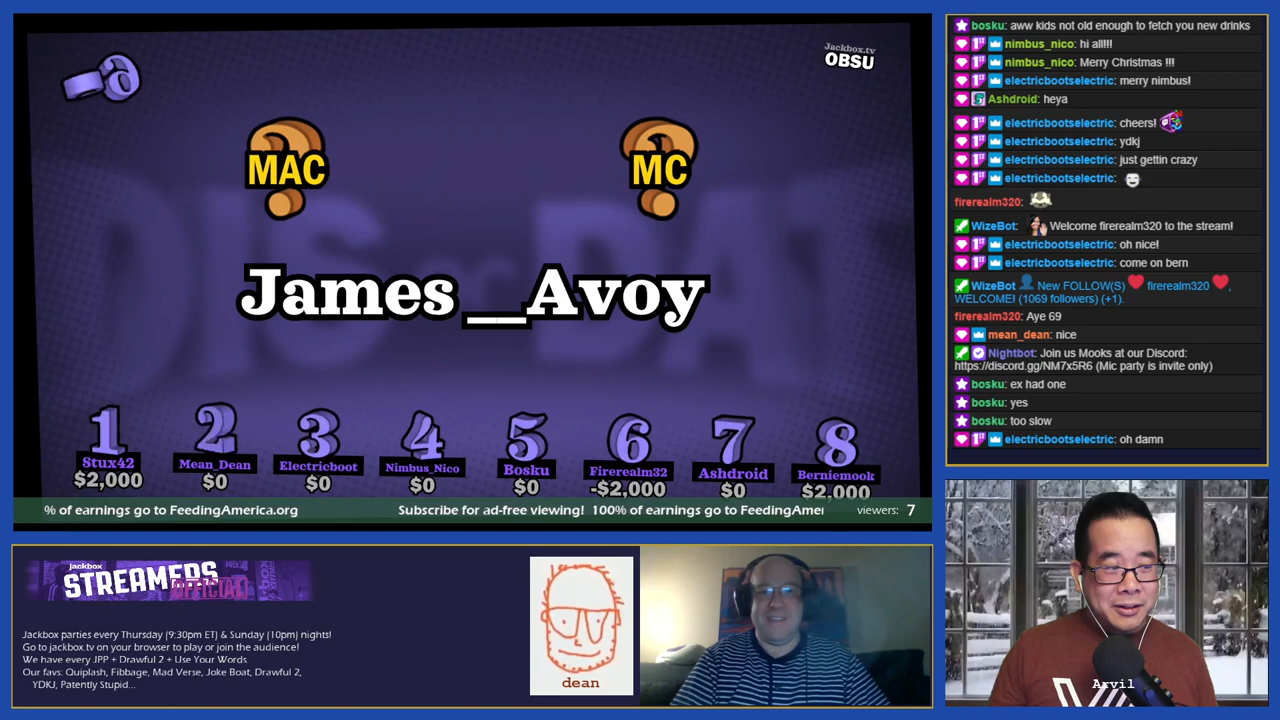 Jackbox.tv
OBSU
MAC
MC
James __Avoy
1 2 3 4 5 6 7 8
Stux42 Mean_Dean Electricboot Nimbus_Nico Bosku Firerealm32 Ashdroid Berniemook
$2,000 $0 $0 $0 $0 -$2,000 $0 $2,000
% of earnings go to FeedingAmerica.org Subscribe for ad-free viewing! 100% of earnings go to FeedingAmer viewers: 7
jackbox
STREAMERS
OFFICIAL
Jackbox parties every Thursday (9:30pm ET) & Sunday (10pm) nights!
Go to jackbox.tv on your browser to play or join the audience!
We have every JPP + Drawful 2 + Use Your Words.
Our favs: Quiplash, Fibbage, Mad Verse, Joke Boat, Drawful 2,
YDKJ, Patently Stupid...
dean
bosku: aww kids not old enough to fetch you new drinks
nimbus_nico: hi all!!!
nimbus_nico: Merry Christmas !!!
electricbootselectric: merry nimbus!
Ashdroid: heya
electricbootselectric: cheers!
electricbootselectric: ydkj
electricbootselectric: just gettin crazy
electricbootselectric:
firerealm320:
WizeBot: Welcome firerealm320 to the stream!
electricbootselectric: oh nice!
electricbootselectric: come on bern
WizeBot: New FOLLOW(S) firerealm320 ,
WELCOME! (1069 followers) (+1).
firerealm320: Aye 69
mean_dean: nice
Nightbot: Join us Mooks at our Discord:
https://discord.gg/NM7x5R6 (Mic party is invite only)
bosku: ex had one
bosku: yes
bosku: too slow
electricbootselectric: oh damn
Arvil